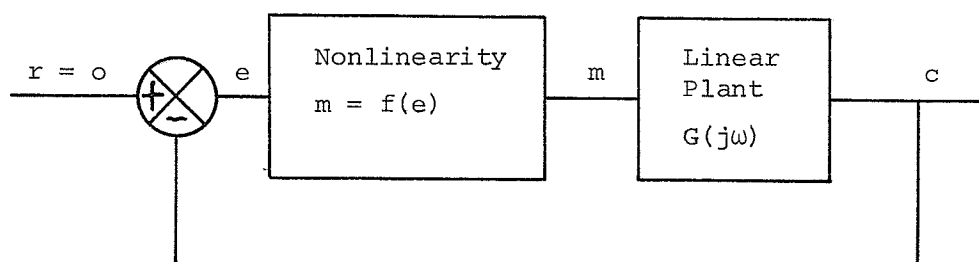 r = o
+
-
e
Nonlinearity
m = f(e)
m
Linear
Plant
G(jω)
c